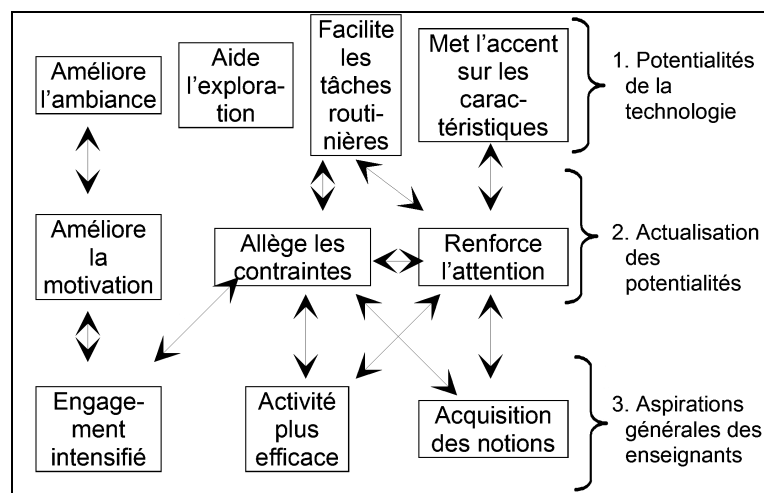 Améliore
l'ambiance
Aide
l'explora-
tion
Facilite
les
tâches
routi-
nières
Met l'accent
sur les
carac-
téristiques
1. Potentialités
de la
technologie
Améliore
la
motivation
Allège les
contraintes
Renforce
l'attention
2. Actualisation
des
potentialités
Engage-
ment
intensifié
Activité
plus
efficace
Acquisition
des notions
3. Aspirations
générales des
enseignants